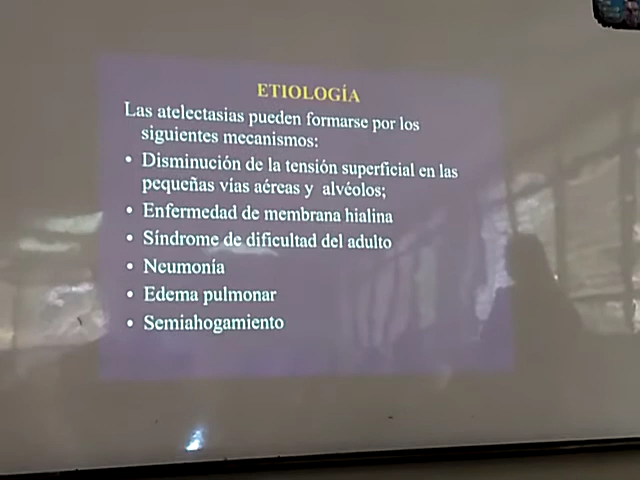 ETIOLOGÍA
Las atelectasias pueden formarse por los
siguientes mecanismos:
• Disminución de la tensión superficial en las
pequeñas vías aéreas y alvéolos;
• Enfermedad de membrana hialina
• Síndrome de dificultad del adulto
• Neumonía
• Edema pulmonar
• Semiahogamiento